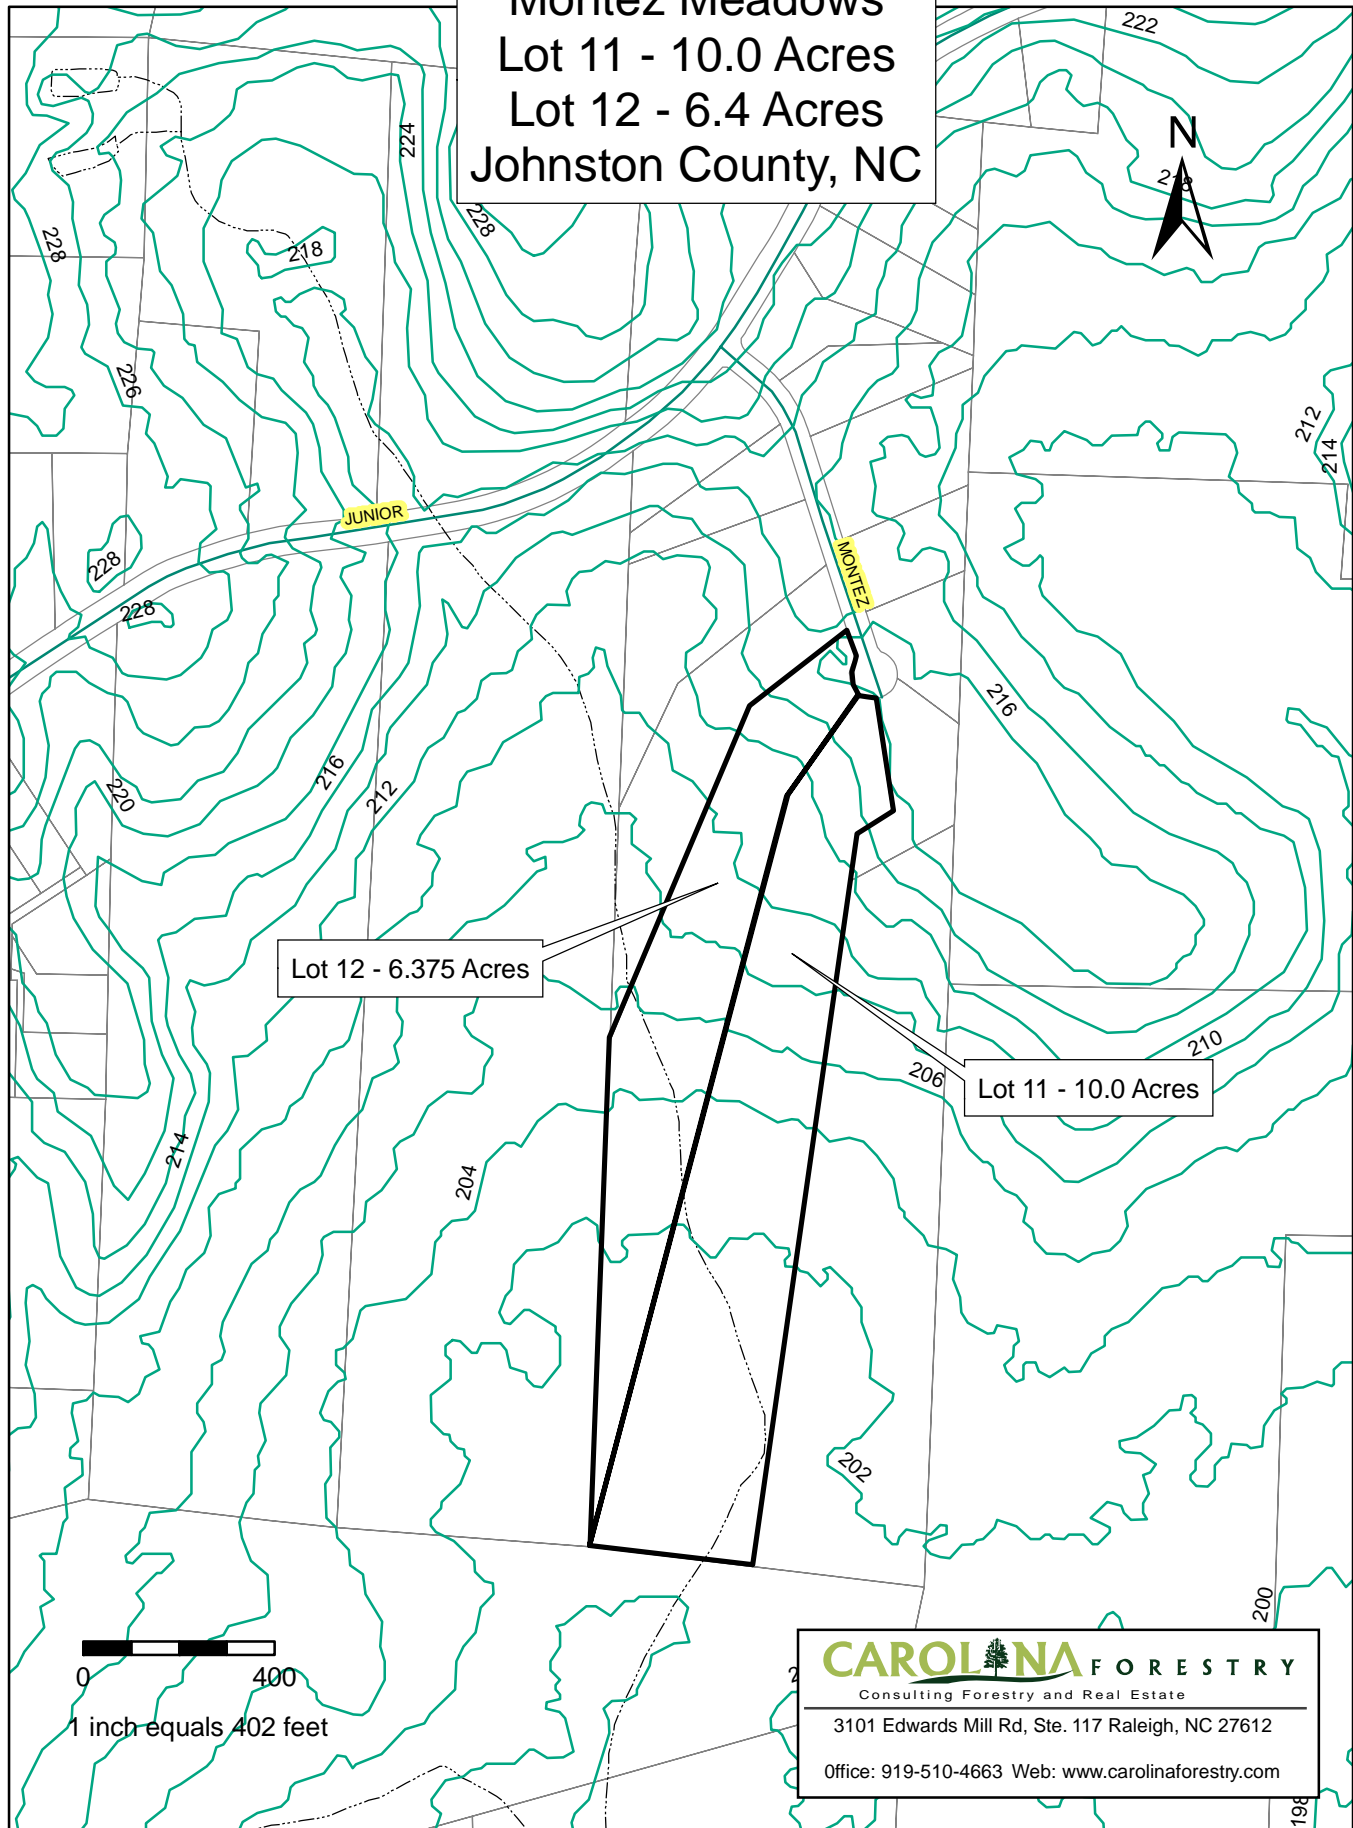 Montez Meadows
Lot 11 - 10.0 Acres
Lot 12 - 6.4 Acres
Johnston County, NC
222
N
218
224
228
228
218
226
212
214
JUNIOR
228
228
MONTEZ
216
216
212
220
Lot 12 - 6.375 Acres
210
206
Lot 11 - 10.0 Acres
214
204
202
200
0 400
1 inch equals 402 feet
CAROLINA FORESTRY
Consulting Forestry and Real Estate
3101 Edwards Mill Rd, Ste. 117 Raleigh, NC 27612
Office: 919-510-4663 Web: www.carolinaforestry.com
198